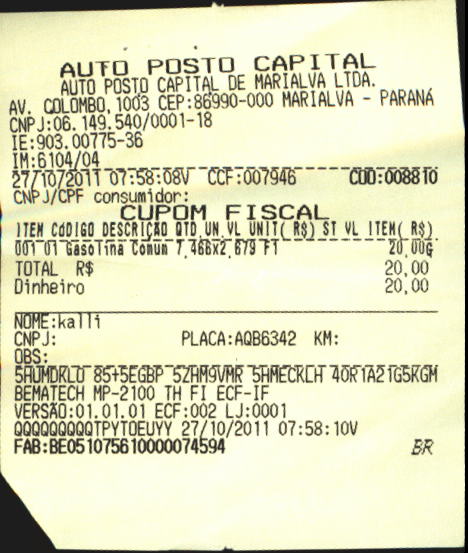 AUTO POSTO CAPITAL
AUTO POSTO CAPITAL DE MARIALVA LTDA.
AV. COLOMBO, 1003 CEP:86990-000 MARIALVA - PARANÁ
CNPJ:06.149.540/0001-18
IE:903.00775-36
IM:6104/04
27/10/2011 07:58:08V CCF:007946 COO:008810
CNPJ/CPF consumidor:
CUPOM FISCAL
ITEM CÓDIGO DESCRIÇÃO QTD.UN.VL UNIT( R$) ST VL ITEM( R$)
001 01 Gasolina Comum 7,466x2,679 F1 20,00G
TOTAL R$ 20,00
Dinheiro 20,00
NOME:kalli
CNPJ: PLACA:AQB6342 KM:
OBS:
5HUMDKLO 85+5EGBP 5ZHM9VMR 5HMECKLH 40R1A21G5KGM
BEMATECH MP-2100 TH FI ECF-IF
VERSÃO:01.01.01 ECF:002 LJ:0001
QQQQQQQQQTPYTOEUYY 27/10/2011 07:58:10V
FAB:BE051075610000074594 BR